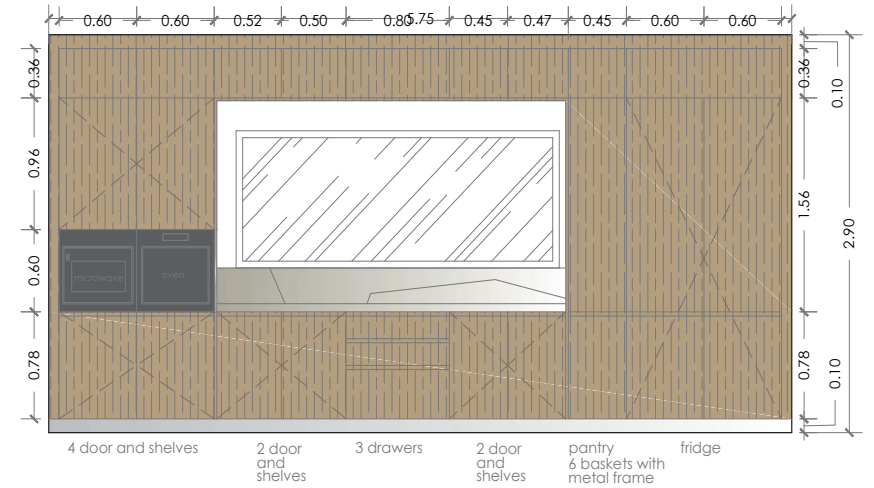 0.60 0.60 0.52 0.50 0.80 5.75 0.45 0.47 0.45 0.60 0.60
0.36
0.96
0.60
0.78
0.36
0.10
1.56
2.90
0.78
0.10
microwave
oven
4 door and shelves
2 door
and
shelves
3 drawers
2 door
and
shelves
pantry
6 baskets with
metal frame
fridge